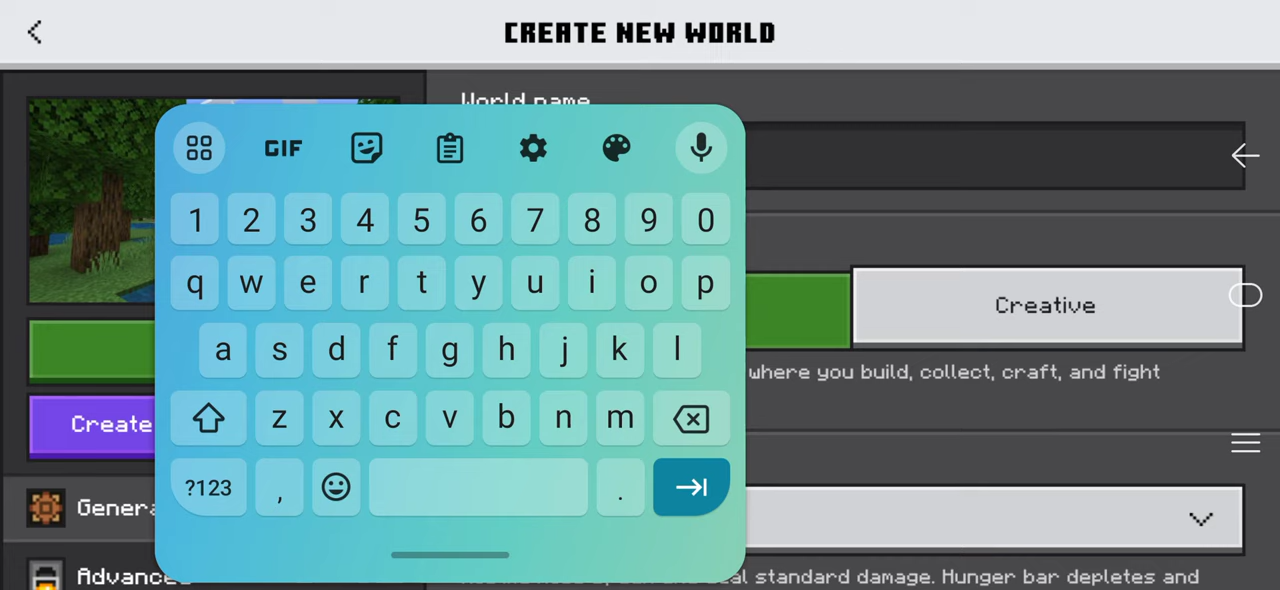 CREATE NEW WORLD
World name
GIF
1 2 3 4 5 6 7 8 9 0
q w e r t y u i o p
a s d f g h j k l
z x c v b n m
?123 , .
Creative
where you build, collect, craft, and fight
Create
General
Advanced
standard damage. Hunger bar depletes and